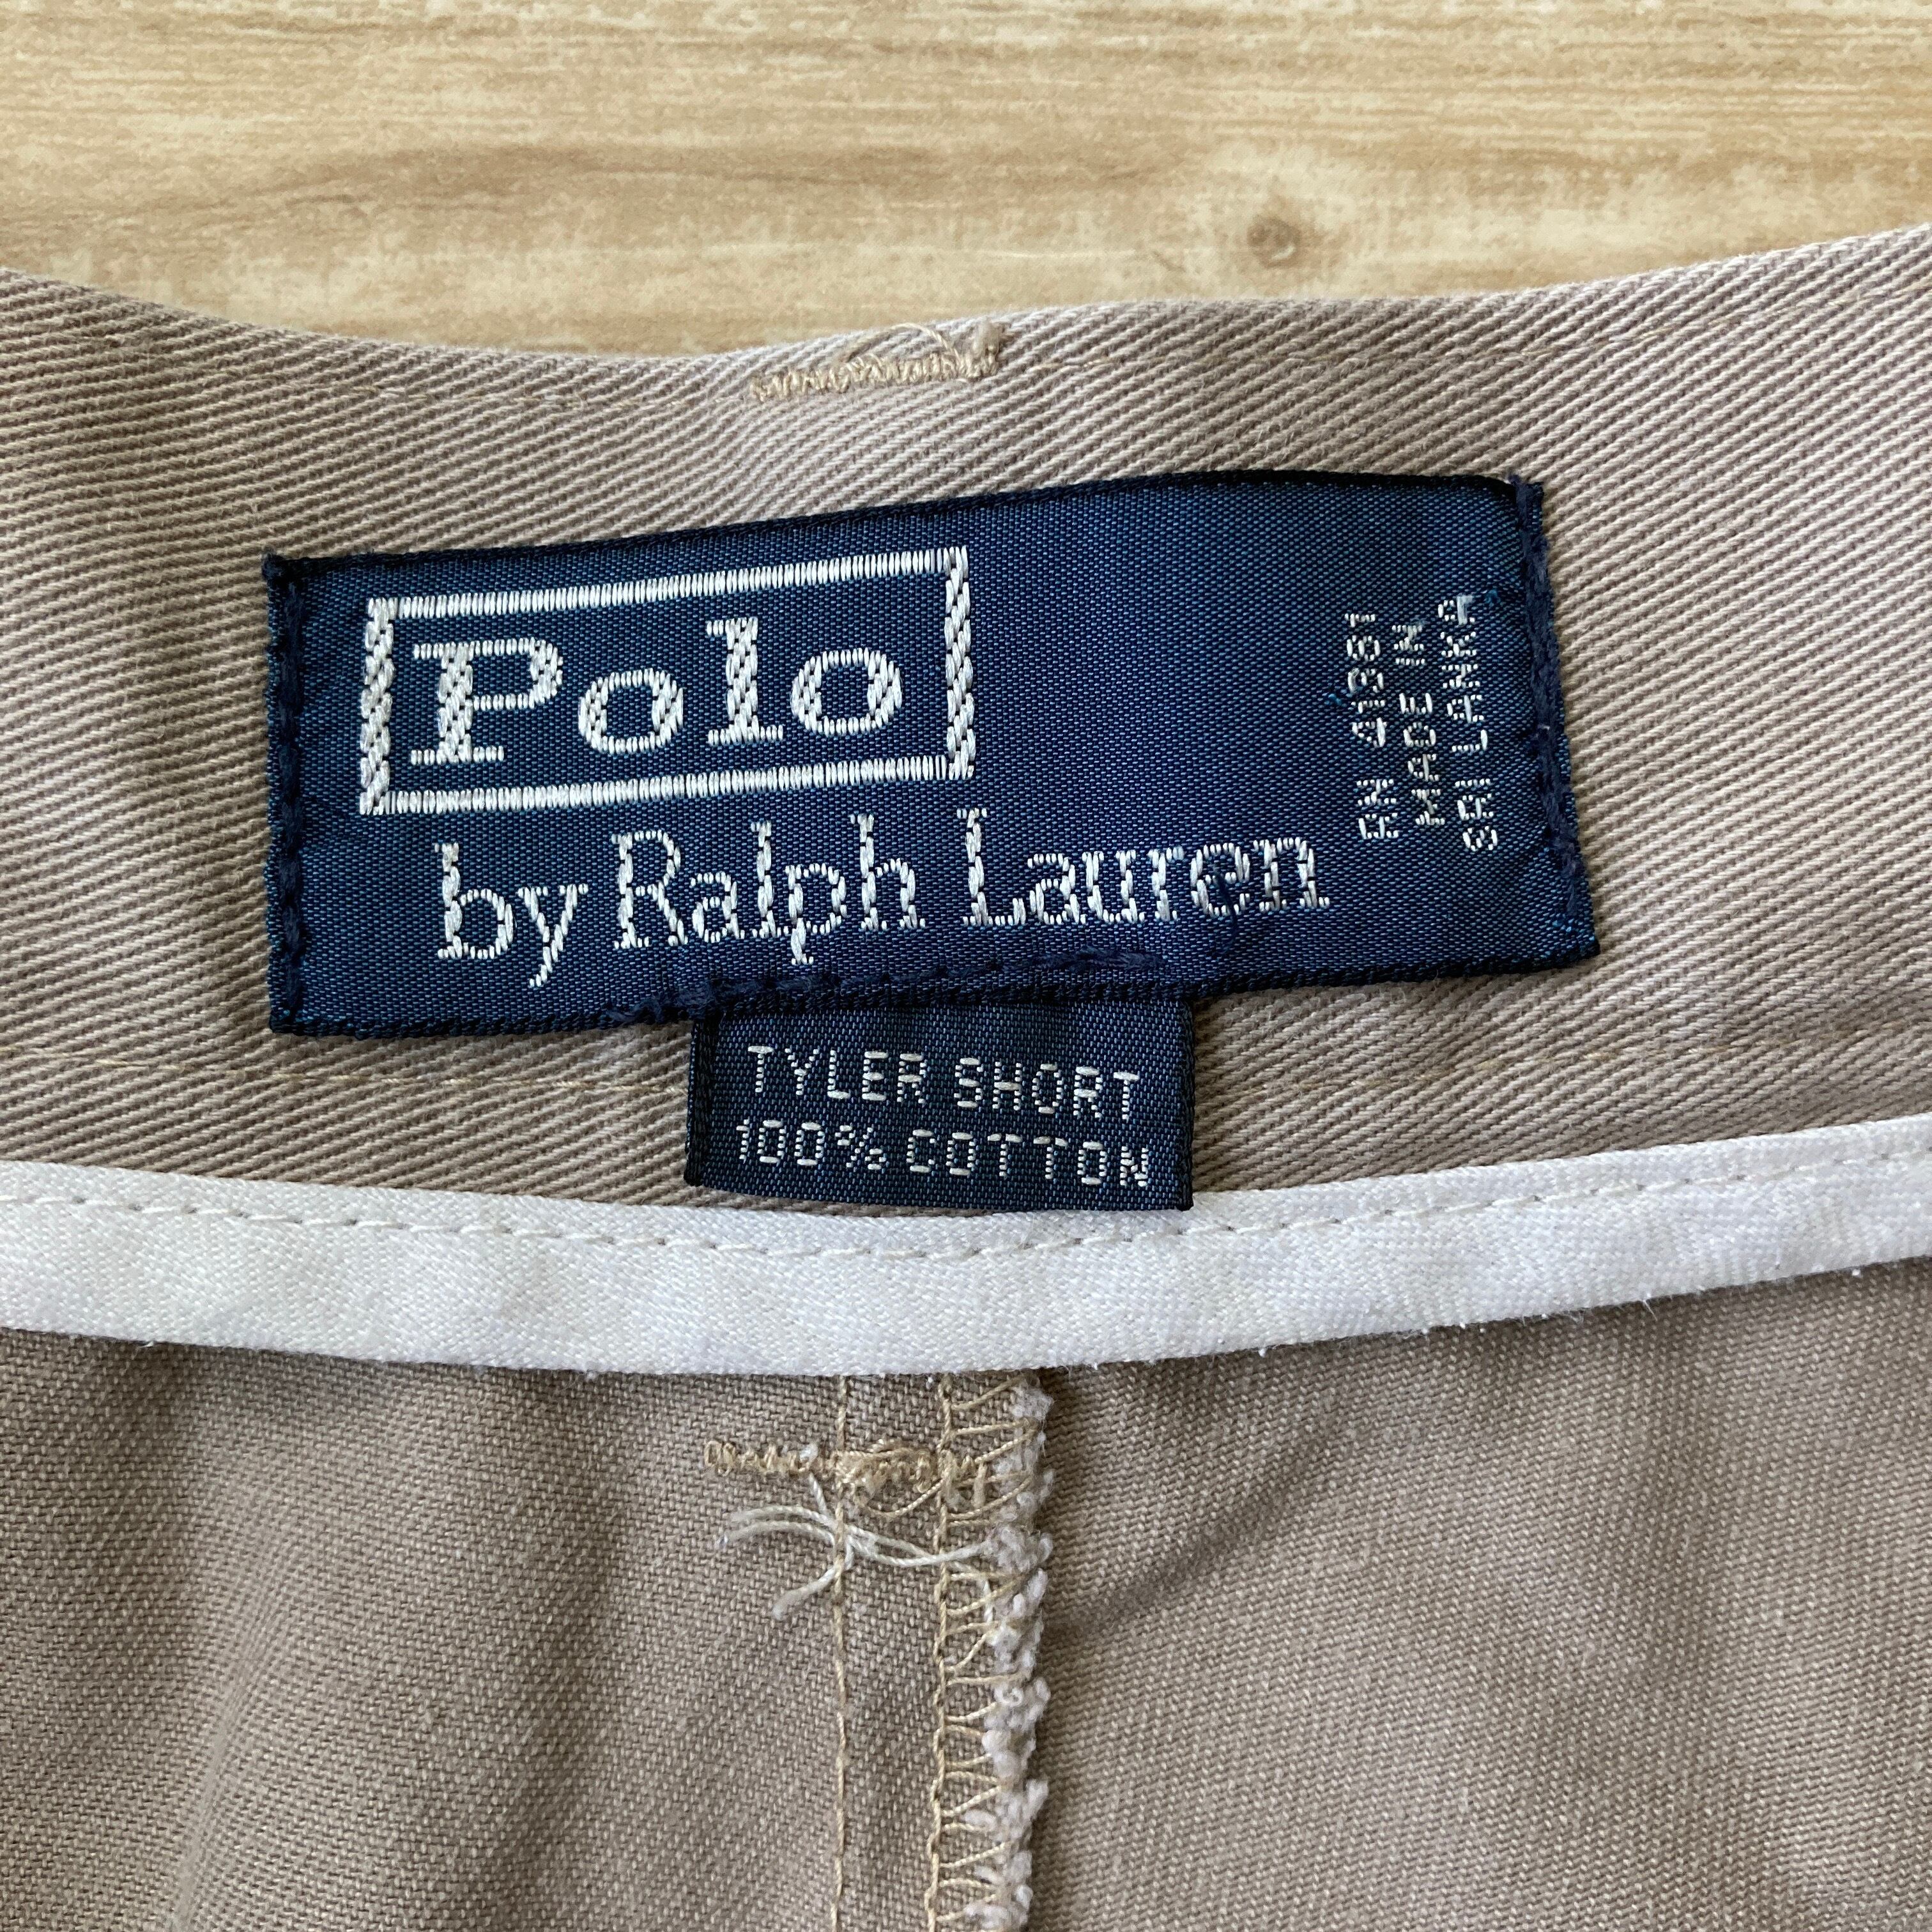 Polo
by Ralph Lauren
RN 41381
MADE IN
SRI LANKA
TYLER SHORT
100% COTTON